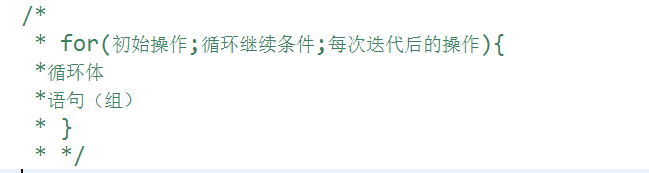 /*
* for(初始操作;循环继续条件;每次迭代后的操作){
*循环体
*语句（组）
* }
* */